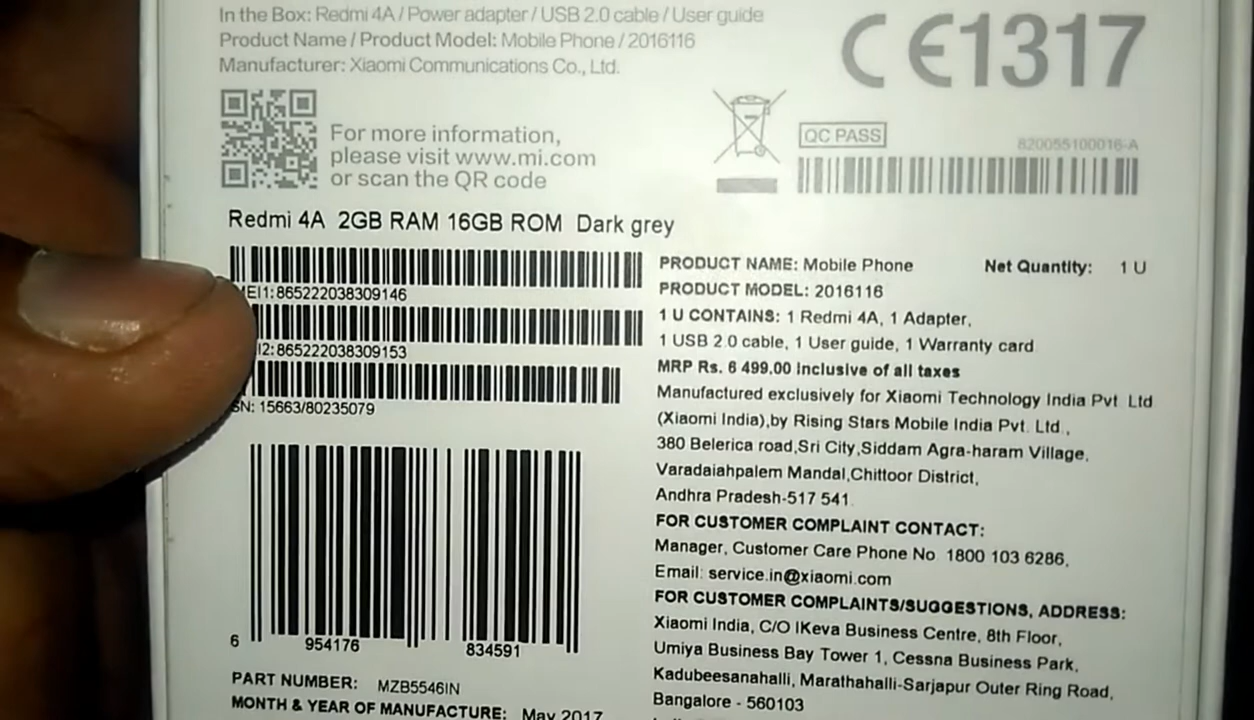 In the Box: Redmi 4A / Power adapter / USB 2.0 cable / User guide
Product Name / Product Model: Mobile Phone / 2016116
Manufacturer: Xiaomi Communications Co., Ltd.
CE1317
For more information,
please visit www.mi.com
or scan the QR code
QC PASS
820055100016-A
Redmi 4A 2GB RAM 16GB ROM Dark grey
EI1: 865222038309146
I2: 865222038309153
SN: 15663/80235079
6 954176 834591
PART NUMBER: MZB5546IN
MONTH & YEAR OF MANUFACTURE: May 2017
PRODUCT NAME: Mobile Phone Net Quantity: 1 U
PRODUCT MODEL: 2016116
1 U CONTAINS: 1 Redmi 4A, 1 Adapter,
1 USB 2.0 cable, 1 User guide, 1 Warranty card
MRP Rs. 6 499.00 Inclusive of all taxes
Manufactured exclusively for Xiaomi Technology India Pvt Ltd
(Xiaomi India),by Rising Stars Mobile India Pvt. Ltd.,
380 Belerica road,Sri City,Siddam Agra-haram Village,
Varadaiahpalem Mandal,Chittoor District,
Andhra Pradesh-517 541
FOR CUSTOMER COMPLAINT CONTACT:
Manager, Customer Care Phone No 1800 103 6286,
Email: service.in@xiaomi.com
FOR CUSTOMER COMPLAINTS/SUGGESTIONS, ADDRESS:
Xiaomi India, C/O IKeva Business Centre, 8th Floor,
Umiya Business Bay Tower 1, Cessna Business Park,
Kadubeesanahalli, Marathahalli-Sarjapur Outer Ring Road,
Bangalore - 560103